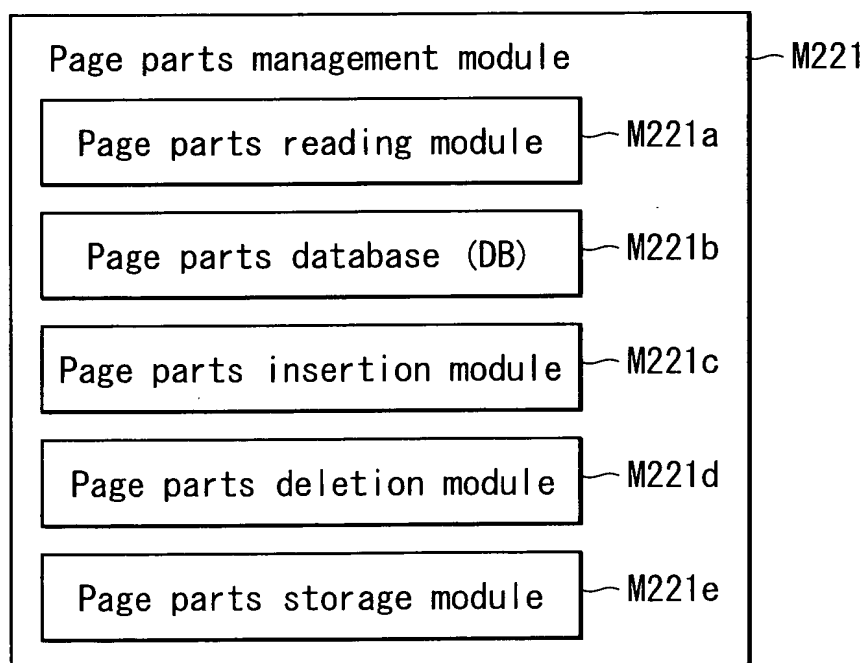 Page parts management module M221
Page parts reading module M221a
Page parts database (DB) M221b
Page parts insertion module M221c
Page parts deletion module M221d
Page parts storage module M221e